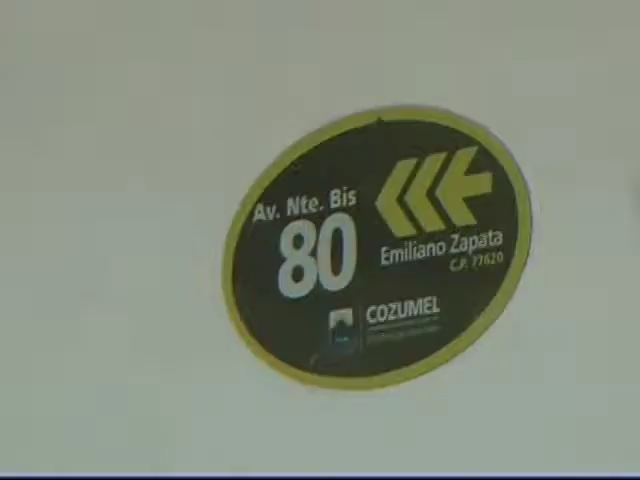 Av. Nte. Bis
80
Emiliano Zapata
C.P. 77620
COZUMEL